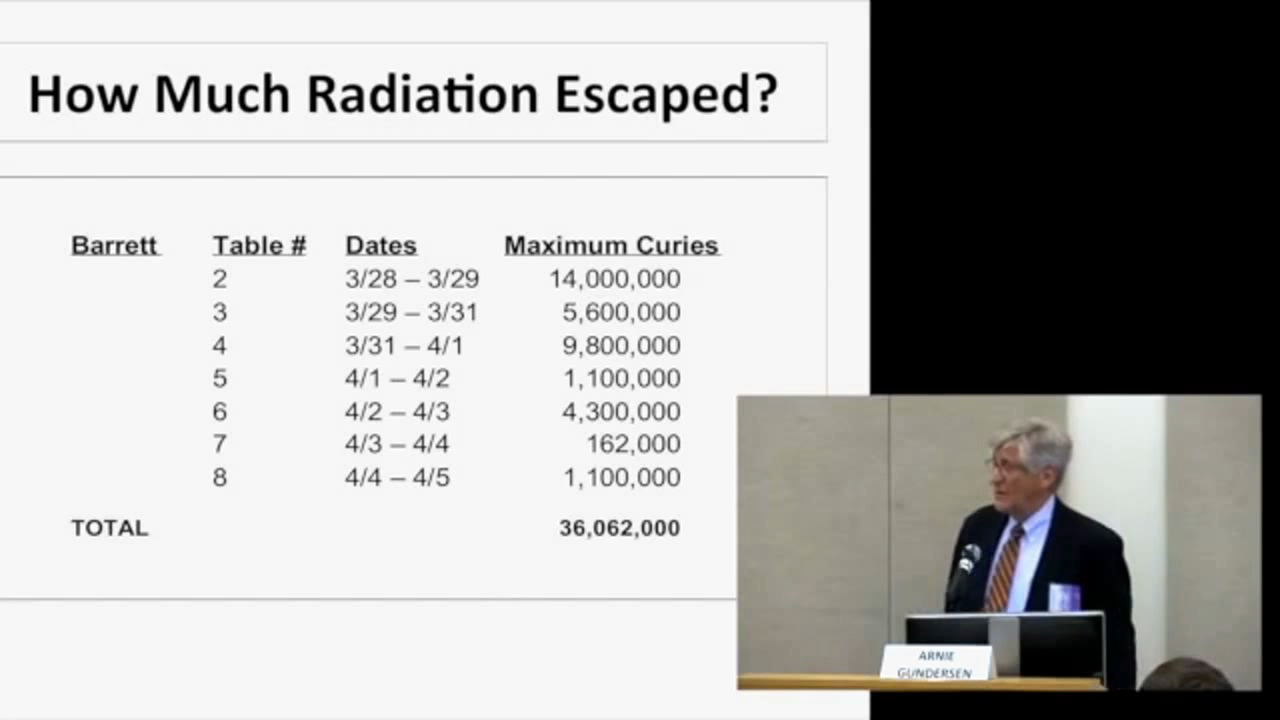 How Much Radiation Escaped?
Barrett Table # Dates Maximum Curies
2 3/28 – 3/29 14,000,000
3 3/29 – 3/31 5,600,000
4 3/31 – 4/1 9,800,000
5 4/1 – 4/2 1,100,000
6 4/2 – 4/3 4,300,000
7 4/3 – 4/4 162,000
8 4/4 – 4/5 1,100,000
TOTAL 36,062,000
ARNIE
GUNDERSEN